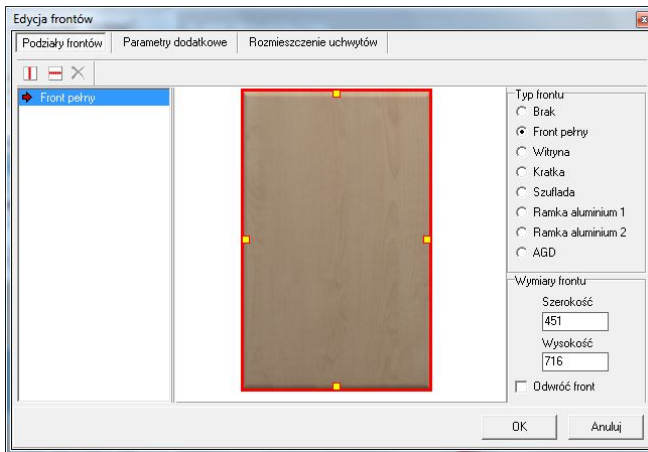 Edycja frontów
Podziały frontów Parametry dodatkowe Rozmieszczenie uchwytów
Front pełny
Typ frontu
Brak
Front pełny
Witryna
Kratka
Szuflada
Ramka aluminium 1
Ramka aluminium 2
AGD
Wymiary frontu
Szerokość
451
Wysokość
716
Odwróć front
OK Anuluj